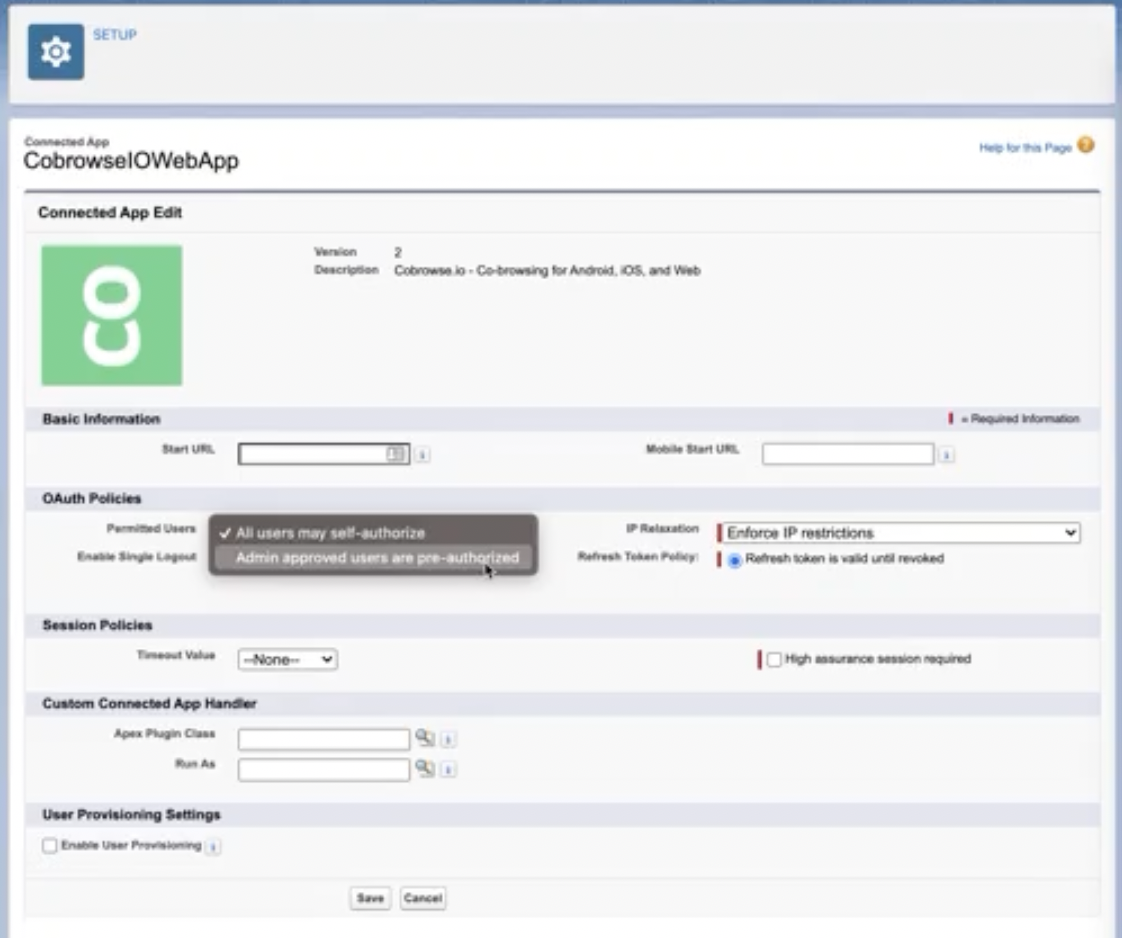 SETUP
Connected App
CobrowseIOWebApp
Help for this Page ?
Connected App Edit
CO
Version 2
Description Cobrowse.io - Co-browsing for Android, iOS, and Web
Basic Information
= Required Information
Start URL
Mobile Start URL
OAuth Policies
Permitted Users
✓ All users may self-authorize
IP Relaxation
Enforce IP restrictions
Enable Single Logout
Admin approved users are pre-authorized
Refresh Token Policy:
Refresh token is valid until revoked
Session Policies
Timeout Value
--None--
High assurance session required
Custom Connected App Handler
Apex Plugin Class
Run As
User Provisioning Settings
Enable User Provisioning
Save
Cancel